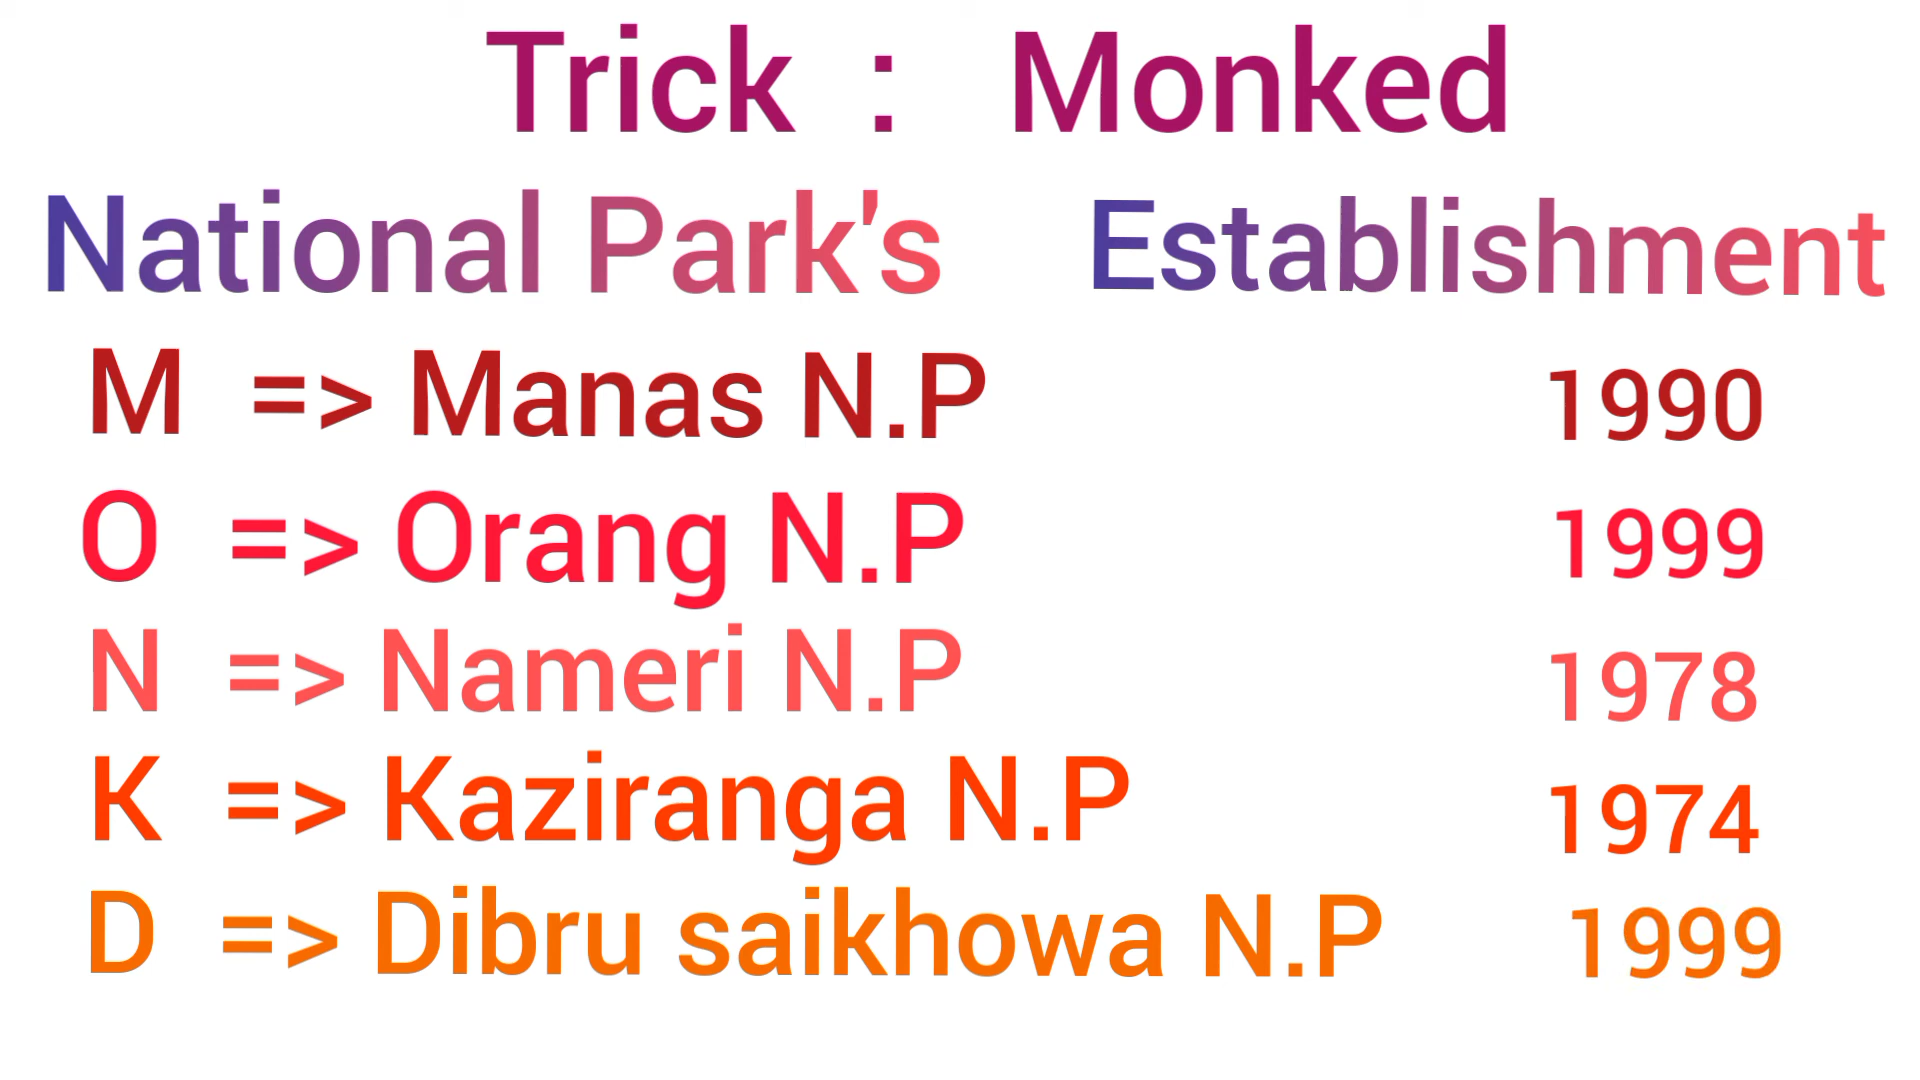 Trick : Monked
National Park's Establishment
M => Manas N.P 1990
O => Orang N.P 1999
N => Nameri N.P 1978
K => Kaziranga N.P 1974
D => Dibru saikhowa N.P 1999